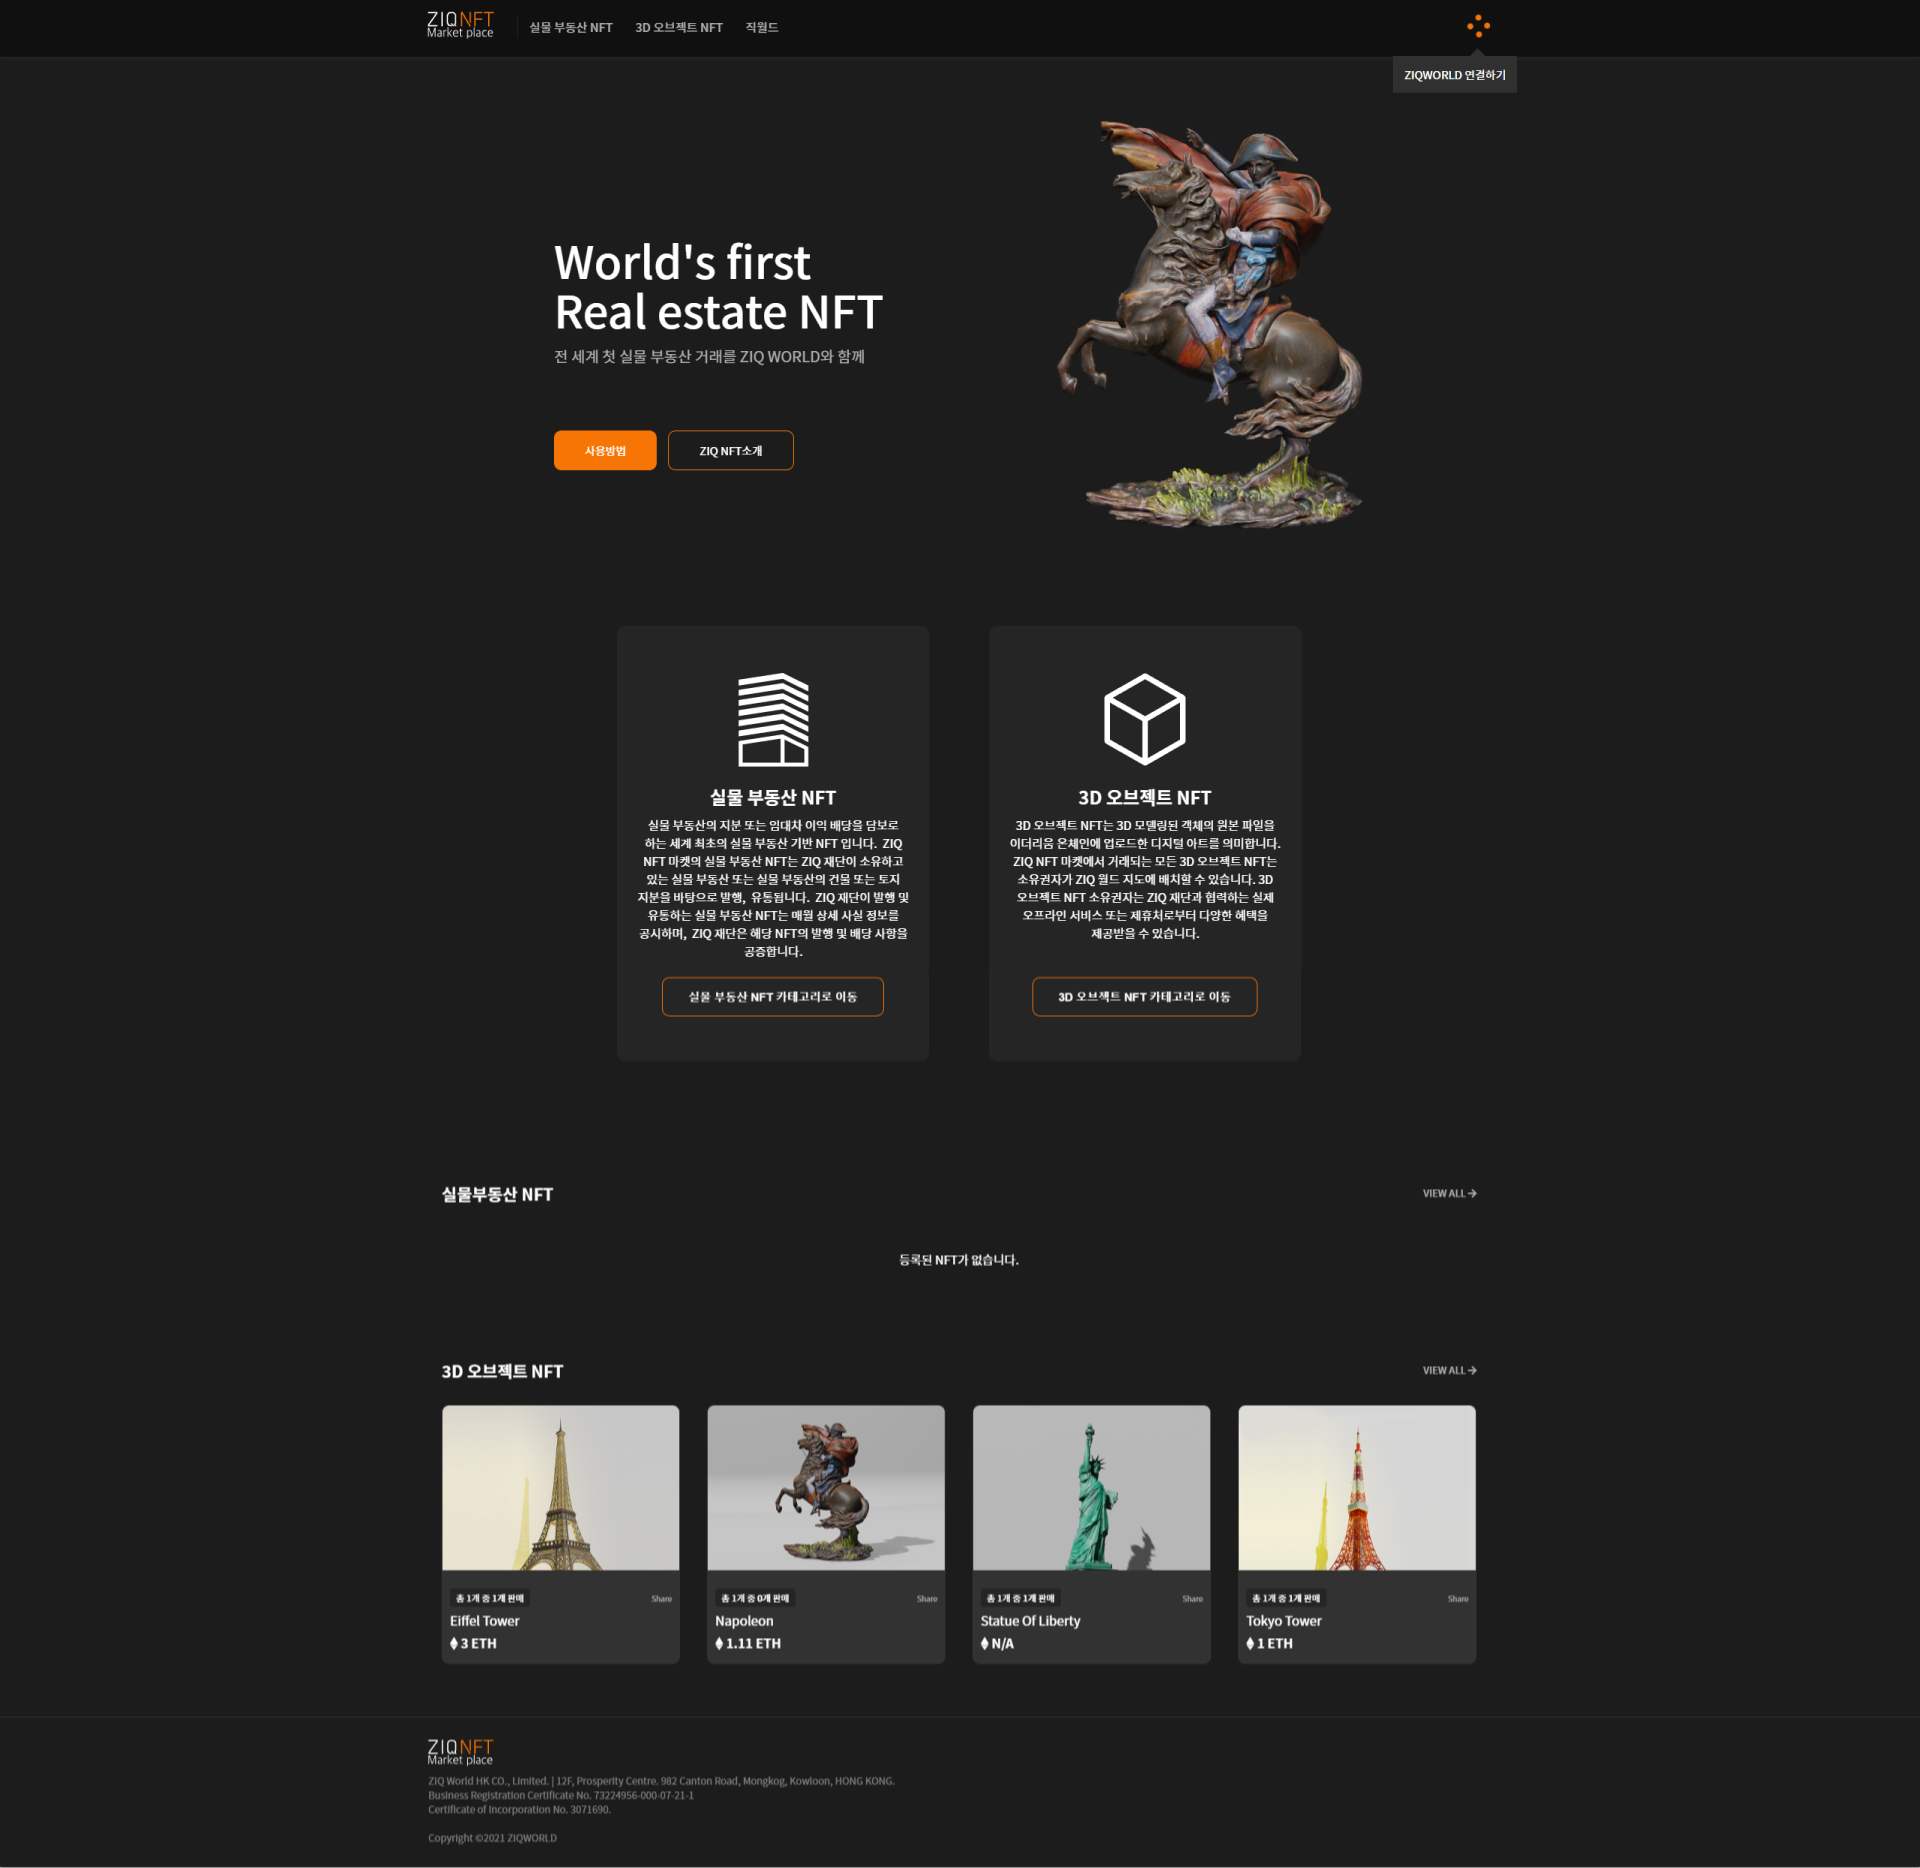 ZIQNFT
Market place
실물 부동산 NFT
3D 오브젝트 NFT
직월드
ZIQWORLD 연결하기
World's first
Real estate NFT
전 세계 첫 실물 부동산 거래를 ZIQ WORLD와 함께
사용방법
ZIQ NFT소개
실물 부동산 NFT
실물 부동산의 지분 또는 임대차 이익 배당을 담보로
하는 세계 최초의 실물 부동산 기반 NFT 입니다. ZIQ
NFT 마켓의 실물 부동산 NFT는 ZIQ 재단이 소유하고
있는 실물 부동산 또는 실물 부동산의 건물 또는 토지
지분을 바탕으로 발행, 유통됩니다. ZIQ 재단이 발행 및
유통하는 실물 부동산 NFT는 매월 상세 사실 정보를
공시하며, ZIQ 재단은 해당 NFT의 발행 및 배당 사항을
공증합니다.
실물 부동산 NFT 카테고리로 이동
3D 오브젝트 NFT
3D 오브젝트 NFT는 3D 모델링된 객체의 원본 파일을
이더리움 온체인에 업로드한 디지털 아트를 의미합니다.
ZIQ NFT 마켓에서 거래되는 모든 3D 오브젝트 NFT는
소유권자가 ZIQ 월드 지도에 배치할 수 있습니다. 3D
오브젝트 NFT 소유권자는 ZIQ 재단과 협력하는 실제
오프라인 서비스 또는 제휴처로부터 다양한 혜택을
제공받을 수 있습니다.
3D 오브젝트 NFT 카테고리로 이동
실물부동산 NFT
VIEW ALL
등록된 NFT가 없습니다.
3D 오브젝트 NFT
VIEW ALL
총 1개 중 1개 판매
Share
Eiffel Tower
3 ETH
총 1개 중 0개 판매
Share
Napoleon
1.11 ETH
총 1개 중 1개 판매
Share
Statue Of Liberty
N/A
총 1개 중 1개 판매
Share
Tokyo Tower
1 ETH
ZIQNFT
Market place
ZIQ World HK CO., Limited. | 12F, Prosperity Centre. 982 Canton Road, Mongkog, Kowloon, HONG KONG.
Business Registration Certificate No. 73224956-000-07-21-1
Certificate of Incorporation No. 3071690.
Copyright ©2021 ZIQWORLD